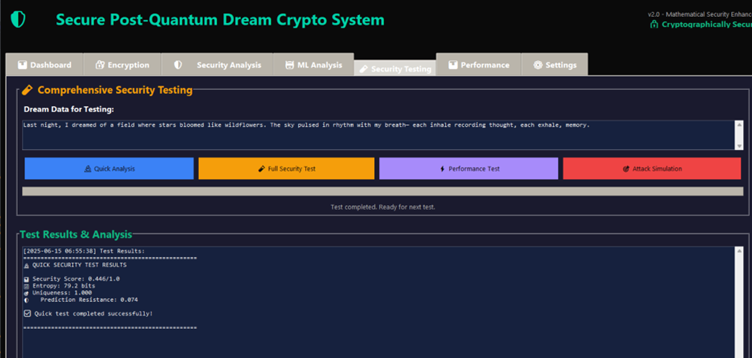 Secure Post-Quantum Dream Crypto System
v2.0 - Mathematical Security Enhanc
Cryptographically Secur
Dashboard Encryption Security Analysis ML Analysis Security Testing Performance Settings
Comprehensive Security Testing
Dream Data for Testing:
Last night, I dreamed of a field where stars bloomed like wildflowers. The sky pulsed in rhythm with my breath— each inhale recording thought, each exhale, memory.
Quick Analysis Full Security Test Performance Test Attack Simulation
Test completed. Ready for next test.
Test Results & Analysis
[2025-06-15 06:55:38] Test Results:
==================================================
QUICK SECURITY TEST RESULTS
Security Score: 0.446/1.0
Entropy: 79.2 bits
Uniqueness: 1.000
Prediction Resistance: 0.074
Quick test completed successfully!
==================================================